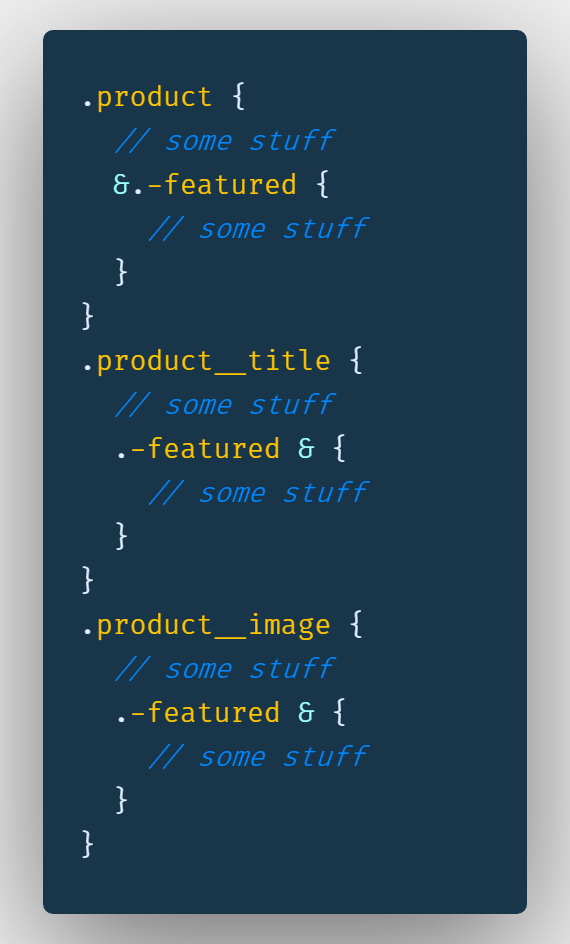 .product {
  // some stuff
  &.-featured {
    // some stuff
  }
}
.product__title {
  // some stuff
  .-featured & {
    // some stuff
  }
}
.product__image {
  // some stuff
  .-featured & {
    // some stuff
  }
}